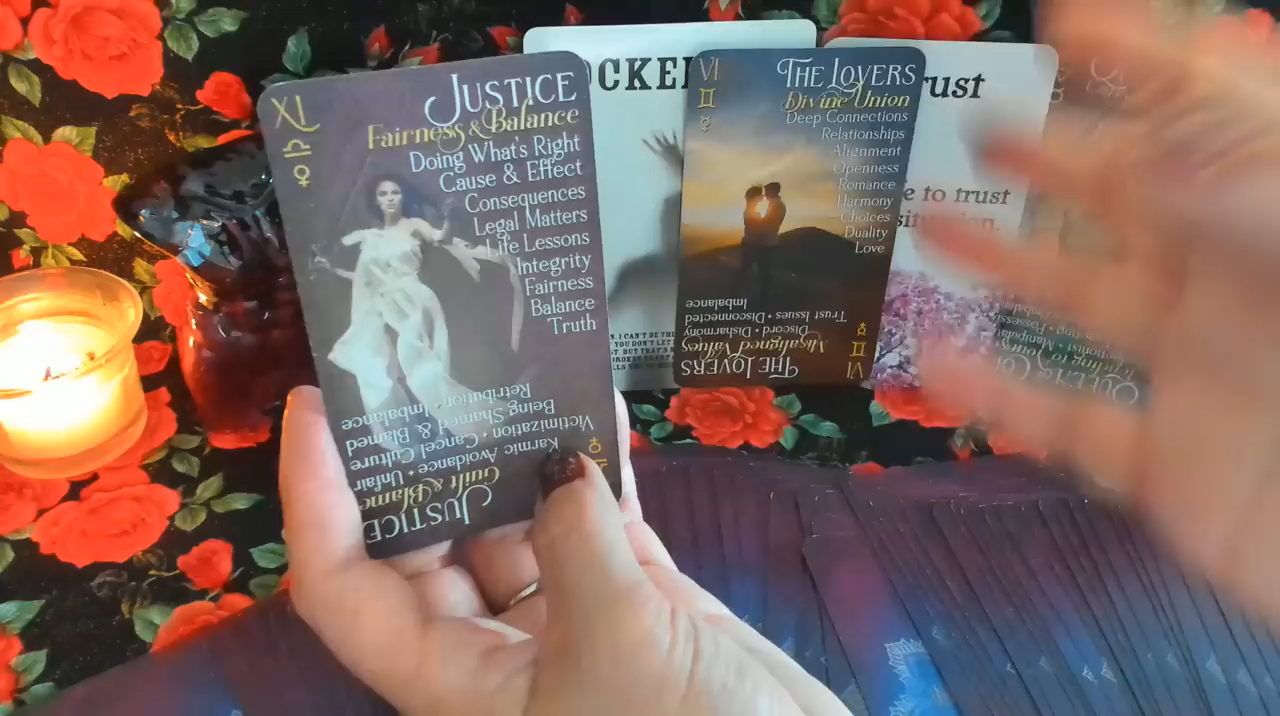 XI
JUSTICE
Fairness & Balance
Doing What's Right
Cause & Effect
Consequences
Legal Matters
Life Lessons
Integrity
Fairness
Balance
Truth
JUSTICE
Guilt & Blame
Karmic Avoidance • Unfair
Victimization • Cancel Culture
Being Shamed & Blamed
Retribution • Imbalance
OCKE
VI
THE LOVERS
Divine Union
Deep Connections
Relationships
Alignment
Openness
Romance
Harmony
Choices
Duality
Love
THE LOVERS
VI
Misaligned Values
Discord • Disharmony
Trust Issues • Disconnected
Imbalance
rust
e to trust